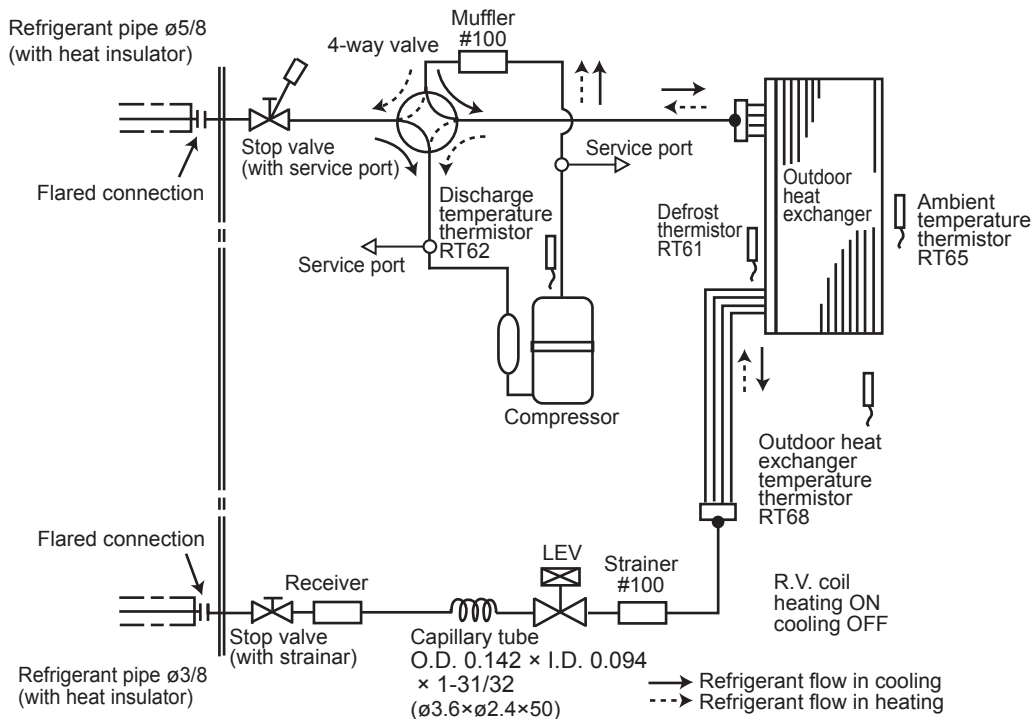 Refrigerant pipe ø5/8
(with heat insulator)
Muffler
#100
4-way valve
Stop valve
(with service port)
Flared connection
Service port
Discharge
temperature
thermistor
RT62
Service port
Compressor
Outdoor
heat
exchanger
Defrost
thermistor
RT61
Ambient
temperature
thermistor
RT65
Outdoor heat
exchanger
temperature
thermistor
RT68
Flared connection
Receiver
LEV
Strainer
#100
R.V. coil
heating ON
cooling OFF
Stop valve
(with strainar)
Capillary tube
O.D. 0.142 × I.D. 0.094
× 1-31/32
(ø3.6×ø2.4×50)
Refrigerant pipe ø3/8
(with heat insulator)
Refrigerant flow in cooling
Refrigerant flow in heating